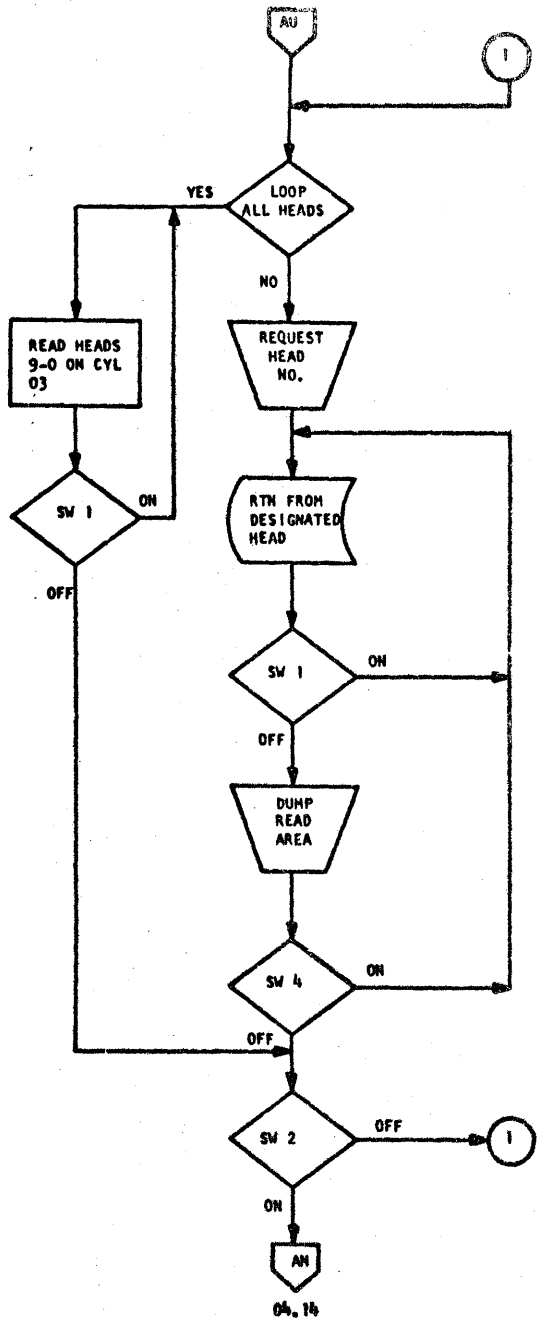 AU
1
YES
LOOP
ALL HEADS
NO
READ HEADS
9-0 ON CYL
03
REQUEST
HEAD
NO.
SW 1
ON
OFF
RTN FROM
DESIGNATED
HEAD
SW 1
ON
OFF
DUMP
READ
AREA
SW 4
ON
OFF
SW 2
OFF
1
ON
AN
04.14